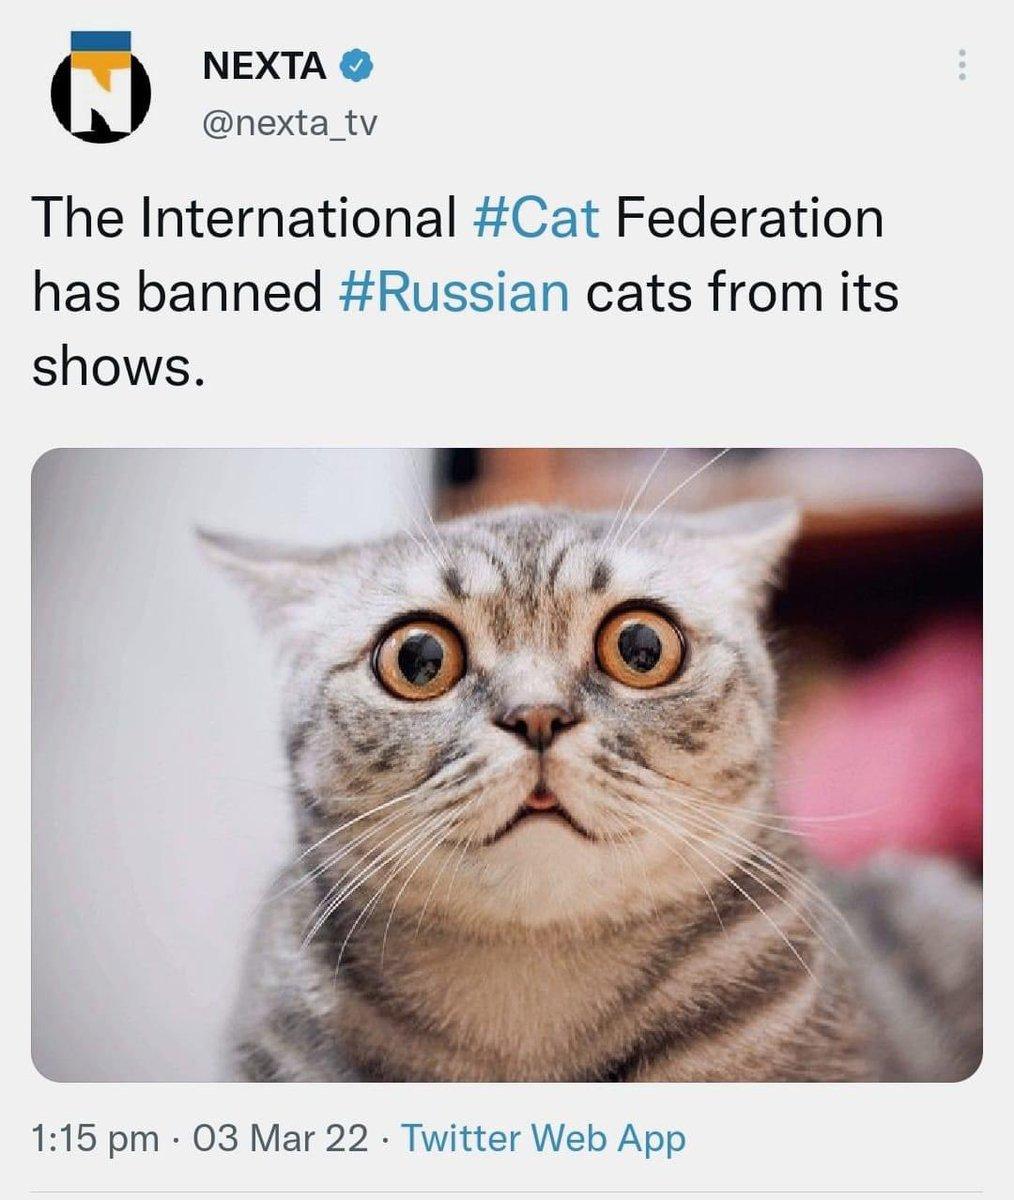 NEXTA
@nexta_tv
The International #Cat Federation
has banned #Russian cats from its
shows.
1:15 pm · 03 Mar 22 · Twitter Web App